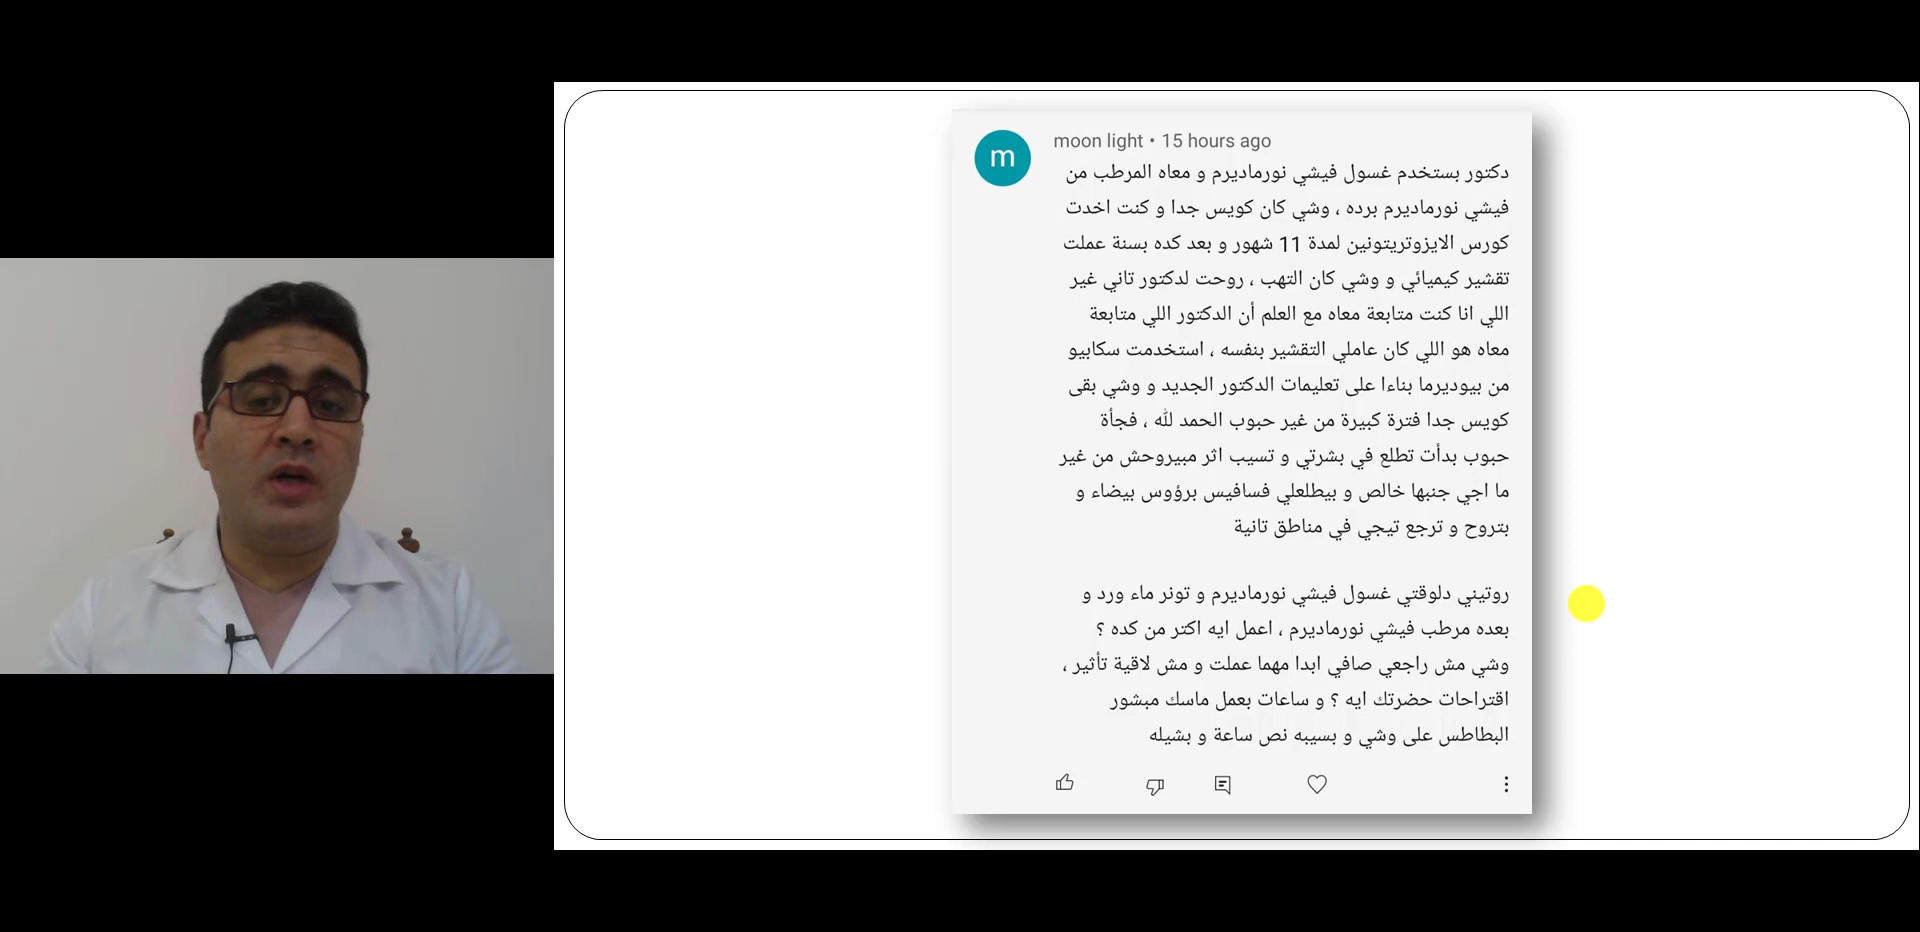 m
moon light • 15 hours ago
دكتور بستخدم غسول فيشي نورماديرم و معاه المرطب من
فيشي نورماديرم برده ، وشي كان كويس جدا و كنت اخدت
كورس الايزوتريتونين لمدة 11 شهور و بعد كده بسنة عملت
تقشير كيميائي و وشي كان التهب ، روحت لدكتور تاني غير
اللي انا كنت متابعة معاه مع العلم أن الدكتور اللي متابعة
معاه هو اللي كان عاملي التقشير بنفسه ، استخدمت سكابيو
من بيوديرما بناءا على تعليمات الدكتور الجديد و وشي بقى
كويس جدا فترة كبيرة من غير حبوب الحمد لله ، فجأة
حبوب بدأت تطلع في بشرتي و تسيب اثر مبيروحش من غير
ما اجي جنبها خالص و بيطلعلي فسافيس برؤوس بيضاء و
بتروح و ترجع تيجي في مناطق تانية
روتيني دلوقتي غسول فيشي نورماديرم و تونر ماء ورد و
بعده مرطب فيشي نورماديرم ، اعمل ايه اكتر من كده ؟
وشي مش راجعي صافي ابدا مهما عملت و مش لاقية تأثير ،
اقتراحات حضرتك ايه ؟ و ساعات بعمل ماسك مبشور
البطاطس على وشي و بسيبه نص ساعة و بشيله